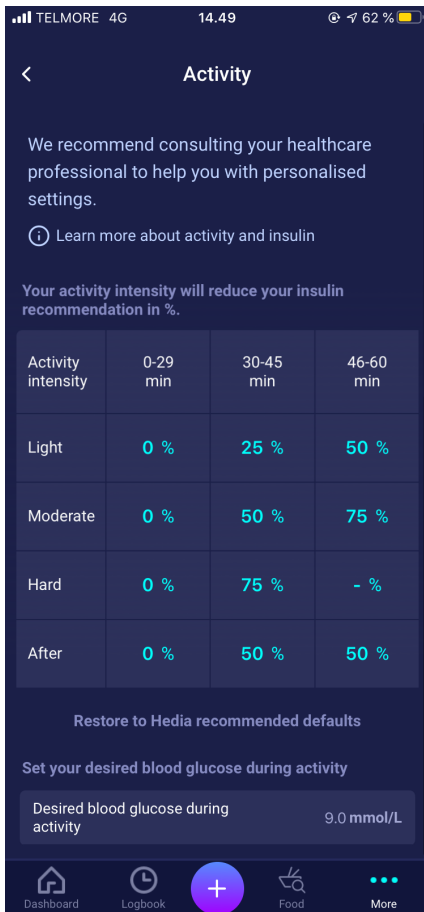 TELMORE 4G 14.49 62 %
Activity
We recommend consulting your healthcare
professional to help you with personalised
settings.
Learn more about activity and insulin
Your activity intensity will reduce your insulin
recommendation in %.
Activity intensity 0-29 min 30-45 min 46-60 min
Light 0 % 25 % 50 %
Moderate 0 % 50 % 75 %
Hard 0 % 75 % - %
After 0 % 50 % 50 %
Restore to Hedia recommended defaults
Set your desired blood glucose during activity
Desired blood glucose during
activity 9.0 mmol/L
Dashboard Logbook + Food More